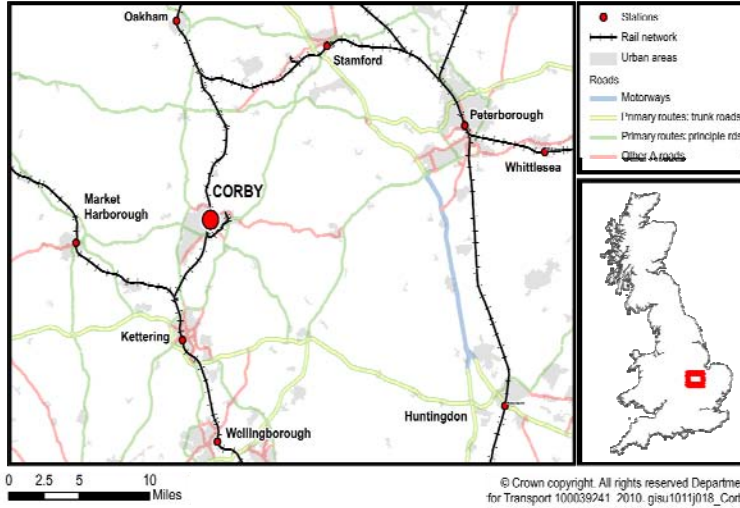 Oakham
Stamford
Peterborough
Whittlesea
CORBY
Market
Harborough
Kettering
Huntingdon
Wellingborough
Stations
Rail network
Urban areas
Roads
Motorways
Primary routes: trunk roads
Primary routes: principle rds
Other A roads
0 2.5 5 10
Miles
© Crown copyright. All rights reserved Departme
for Transport 100039241 2010. gisu1011j018_Cort